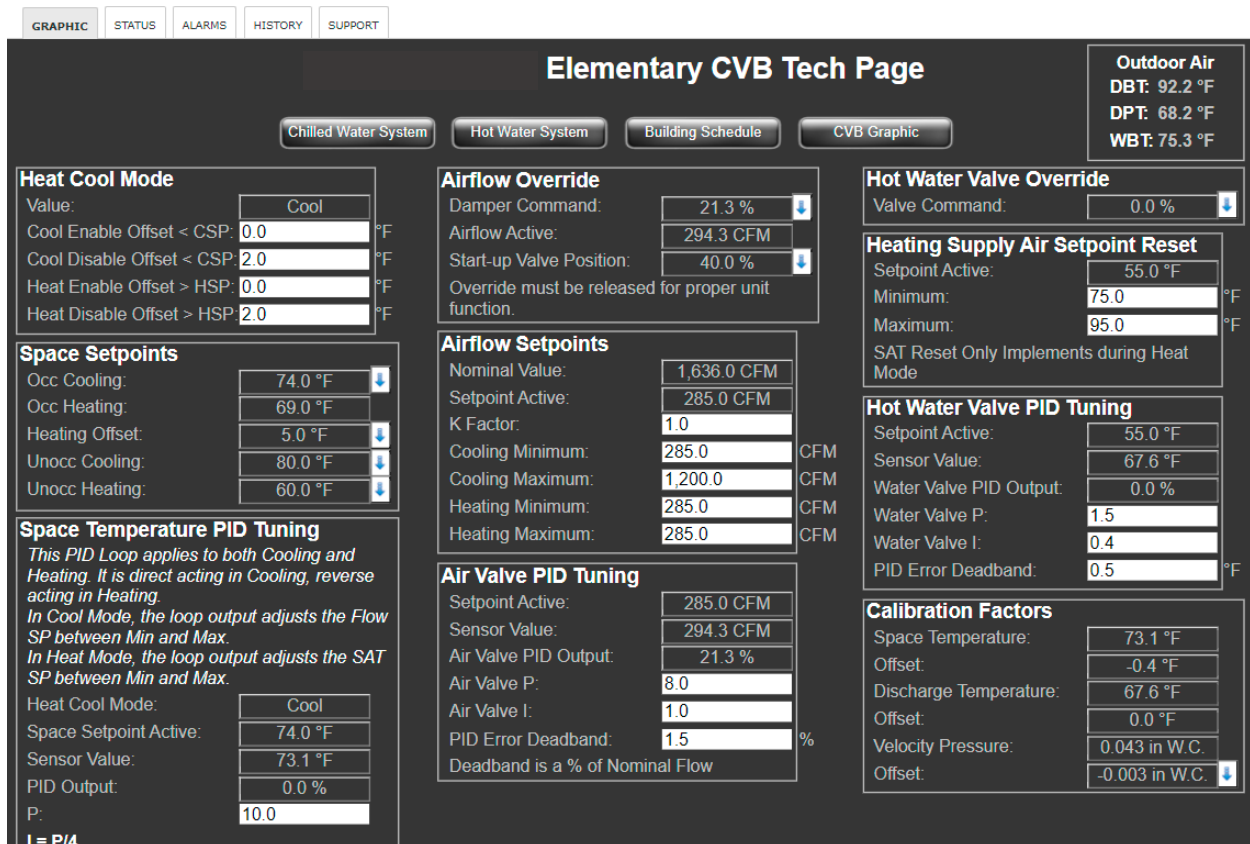 GRAPHIC STATUS ALARMS HISTORY SUPPORT
Elementary CVB Tech Page
Outdoor Air
DBT: 92.2 °F
DPT: 68.2 °F
WBT: 75.3 °F
Chilled Water System Hot Water System Building Schedule CVB Graphic
Heat Cool Mode
Value: Cool
Cool Enable Offset < CSP: 0.0 °F
Cool Disable Offset < CSP: 2.0 °F
Heat Enable Offset > HSP: 0.0 °F
Heat Disable Offset > HSP: 2.0 °F
Space Setpoints
Occ Cooling: 74.0 °F
Occ Heating: 69.0 °F
Heating Offset: 5.0 °F
Unocc Cooling: 80.0 °F
Unocc Heating: 60.0 °F
Space Temperature PID Tuning
This PID Loop applies to both Cooling and
Heating. It is direct acting in Cooling, reverse
acting in Heating.
In Cool Mode, the loop output adjusts the Flow
SP between Min and Max.
In Heat Mode, the loop output adjusts the SAT
SP between Min and Max.
Heat Cool Mode: Cool
Space Setpoint Active: 74.0 °F
Sensor Value: 73.1 °F
PID Output: 0.0 %
P: 10.0
I = P/4
Airflow Override
Damper Command: 21.3 %
Airflow Active: 294.3 CFM
Start-up Valve Position: 40.0 %
Override must be released for proper unit
function.
Airflow Setpoints
Nominal Value: 1,636.0 CFM
Setpoint Active: 285.0 CFM
K Factor: 1.0
Cooling Minimum: 285.0 CFM
Cooling Maximum: 1,200.0 CFM
Heating Minimum: 285.0 CFM
Heating Maximum: 285.0 CFM
Air Valve PID Tuning
Setpoint Active: 285.0 CFM
Sensor Value: 294.3 CFM
Air Valve PID Output: 21.3 %
Air Valve P: 8.0
Air Valve I: 1.0
PID Error Deadband: 1.5 %
Deadband is a % of Nominal Flow
Hot Water Valve Override
Valve Command: 0.0 %
Heating Supply Air Setpoint Reset
Setpoint Active: 55.0 °F
Minimum: 75.0 °F
Maximum: 95.0 °F
SAT Reset Only Implements during Heat
Mode
Hot Water Valve PID Tuning
Setpoint Active: 55.0 °F
Sensor Value: 67.6 °F
Water Valve PID Output: 0.0 %
Water Valve P: 1.5
Water Valve I: 0.4
PID Error Deadband: 0.5 °F
Calibration Factors
Space Temperature: 73.1 °F
Offset: -0.4 °F
Discharge Temperature: 67.6 °F
Offset: 0.0 °F
Velocity Pressure: 0.043 in W.C.
Offset: -0.003 in W.C.